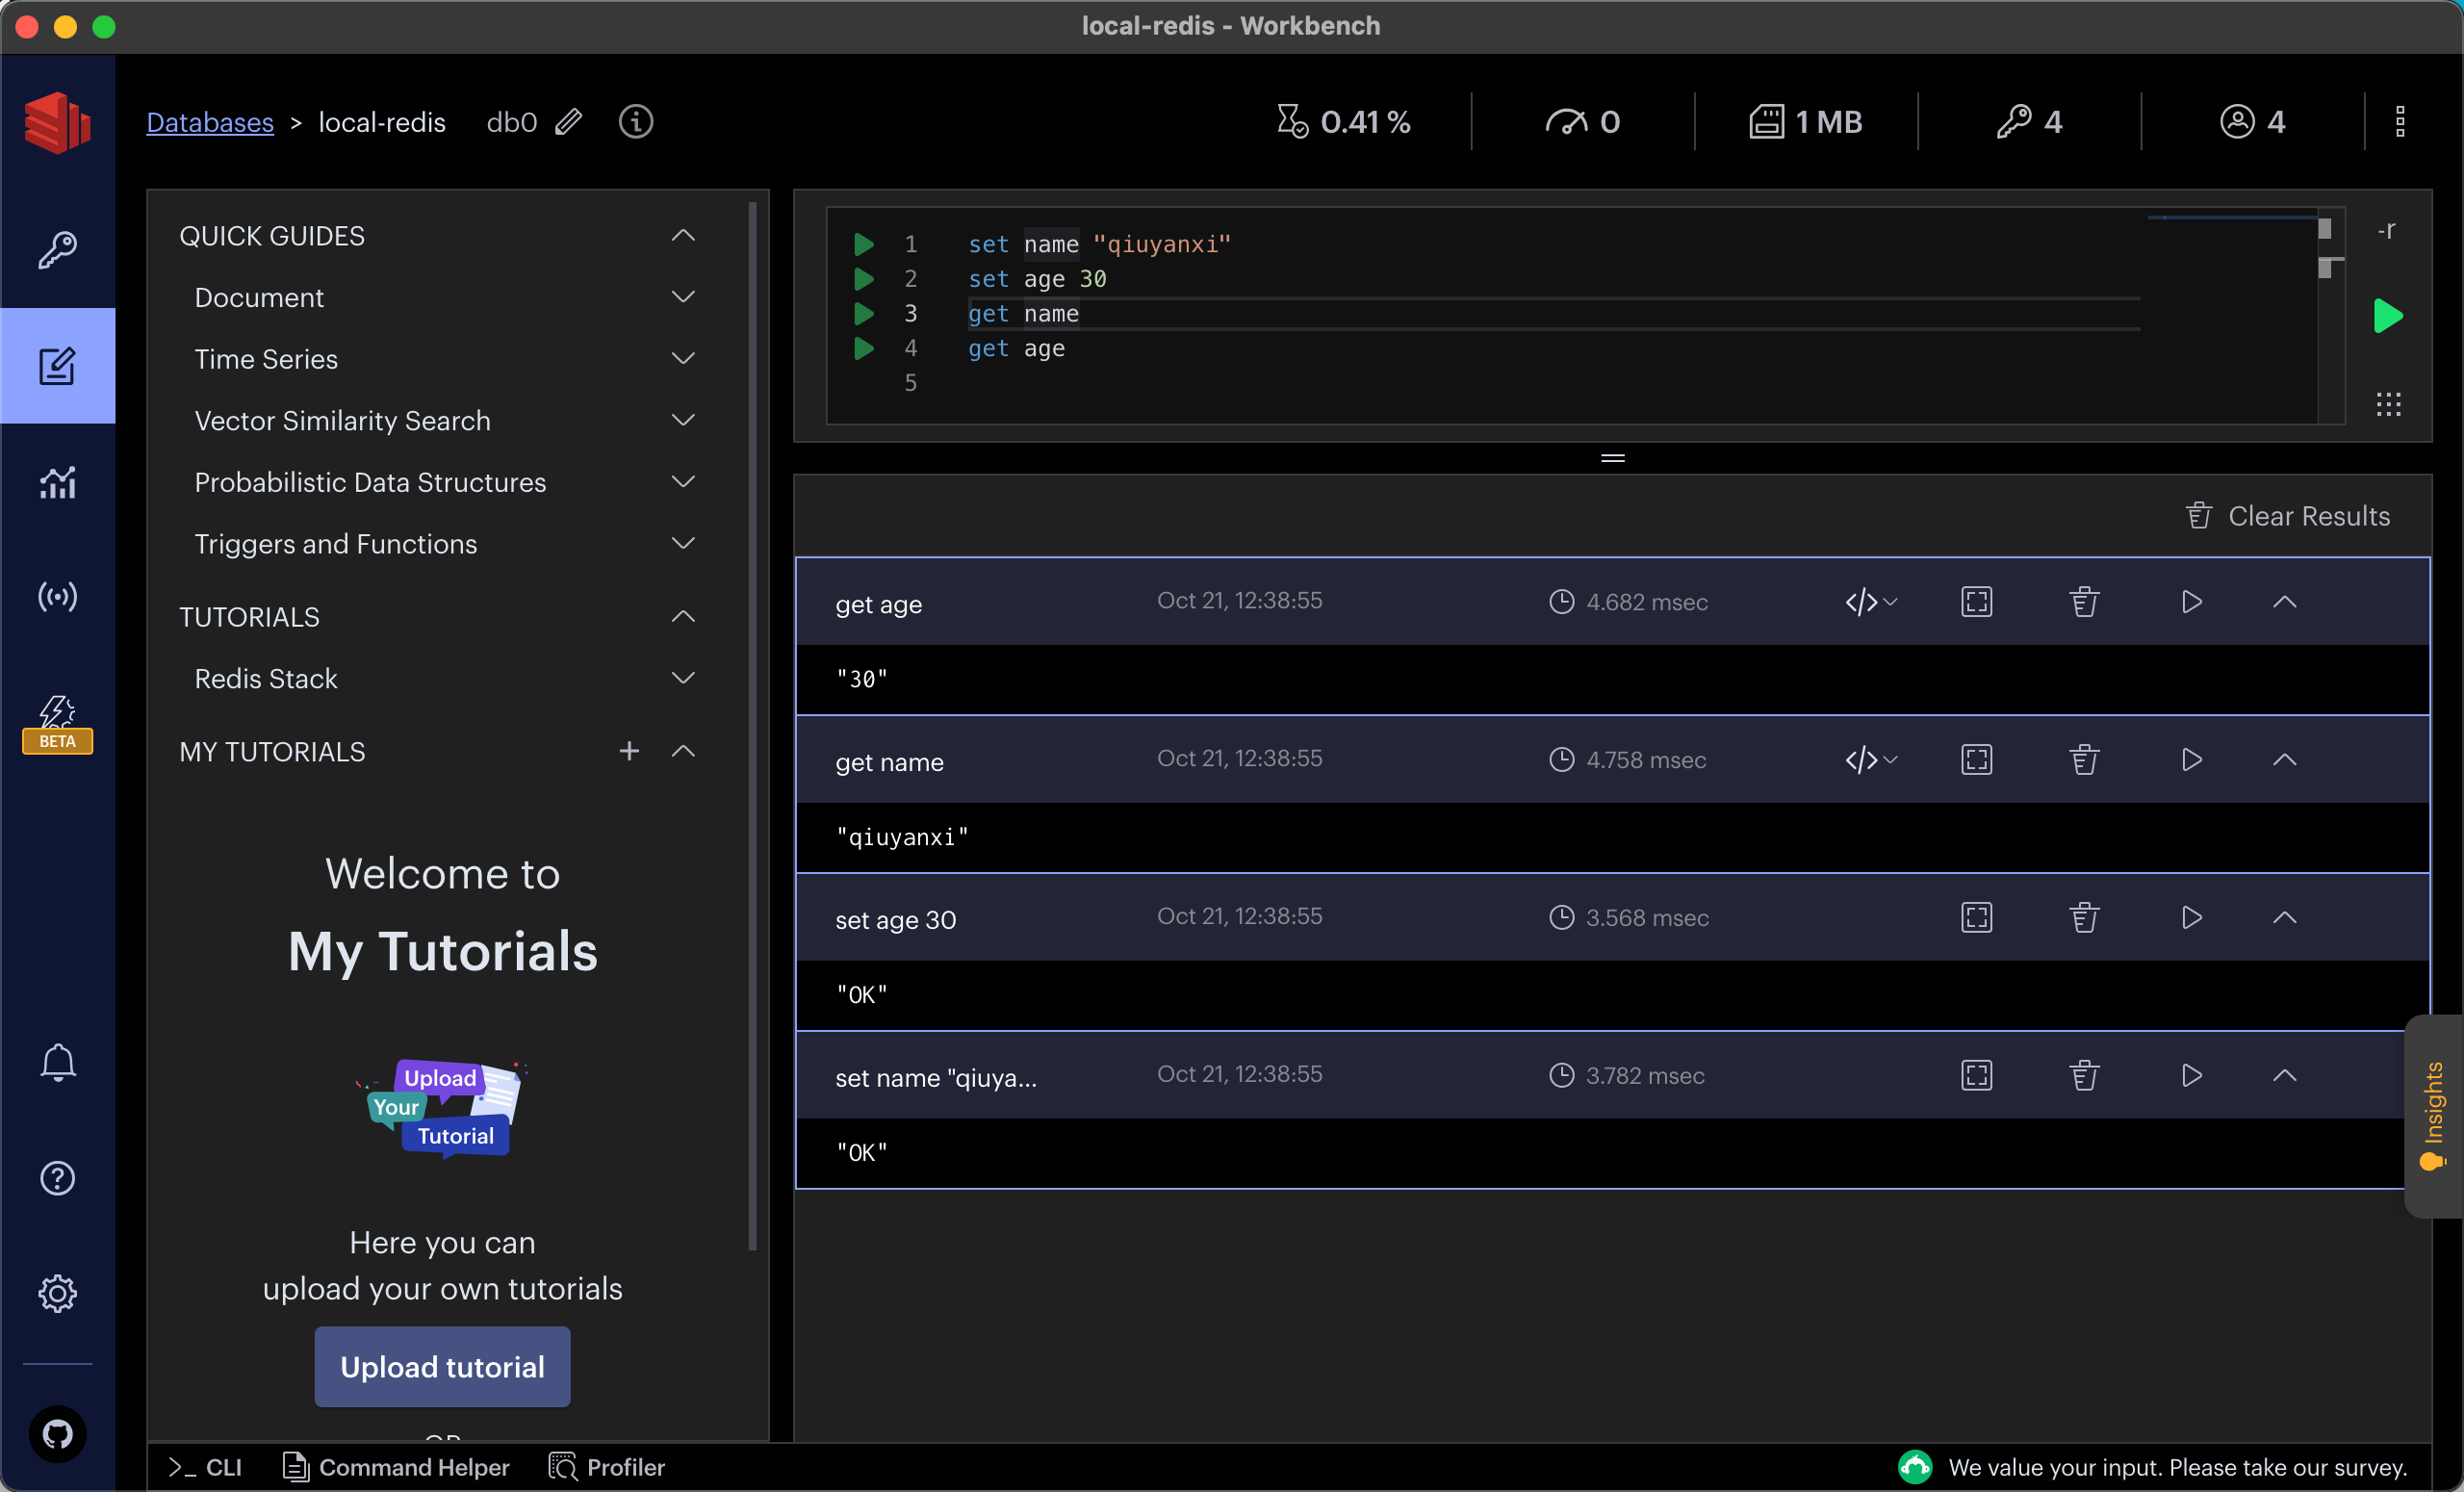 local-redis - Workbench
Databases > local-redis db0
0.41 %
0
1 MB
4
4
QUICK GUIDES
Document
Time Series
Vector Similarity Search
Probabilistic Data Structures
Triggers and Functions
TUTORIALS
Redis Stack
MY TUTORIALS
Welcome to
My Tutorials
Upload
Your
Tutorial
Here you can
upload your own tutorials
Upload tutorial
OR
BETA
1 set name "qiuyanxi"
2 set age 30
3 get name
4 get age
5
-r
Clear Results
get age Oct 21, 12:38:55 4.682 msec
"30"
get name Oct 21, 12:38:55 4.758 msec
"qiuyanxi"
set age 30 Oct 21, 12:38:55 3.568 msec
"OK"
set name "qiuya... Oct 21, 12:38:55 3.782 msec
"OK"
Insights
>_ CLI
Command Helper
Profiler
We value your input. Please take our survey.